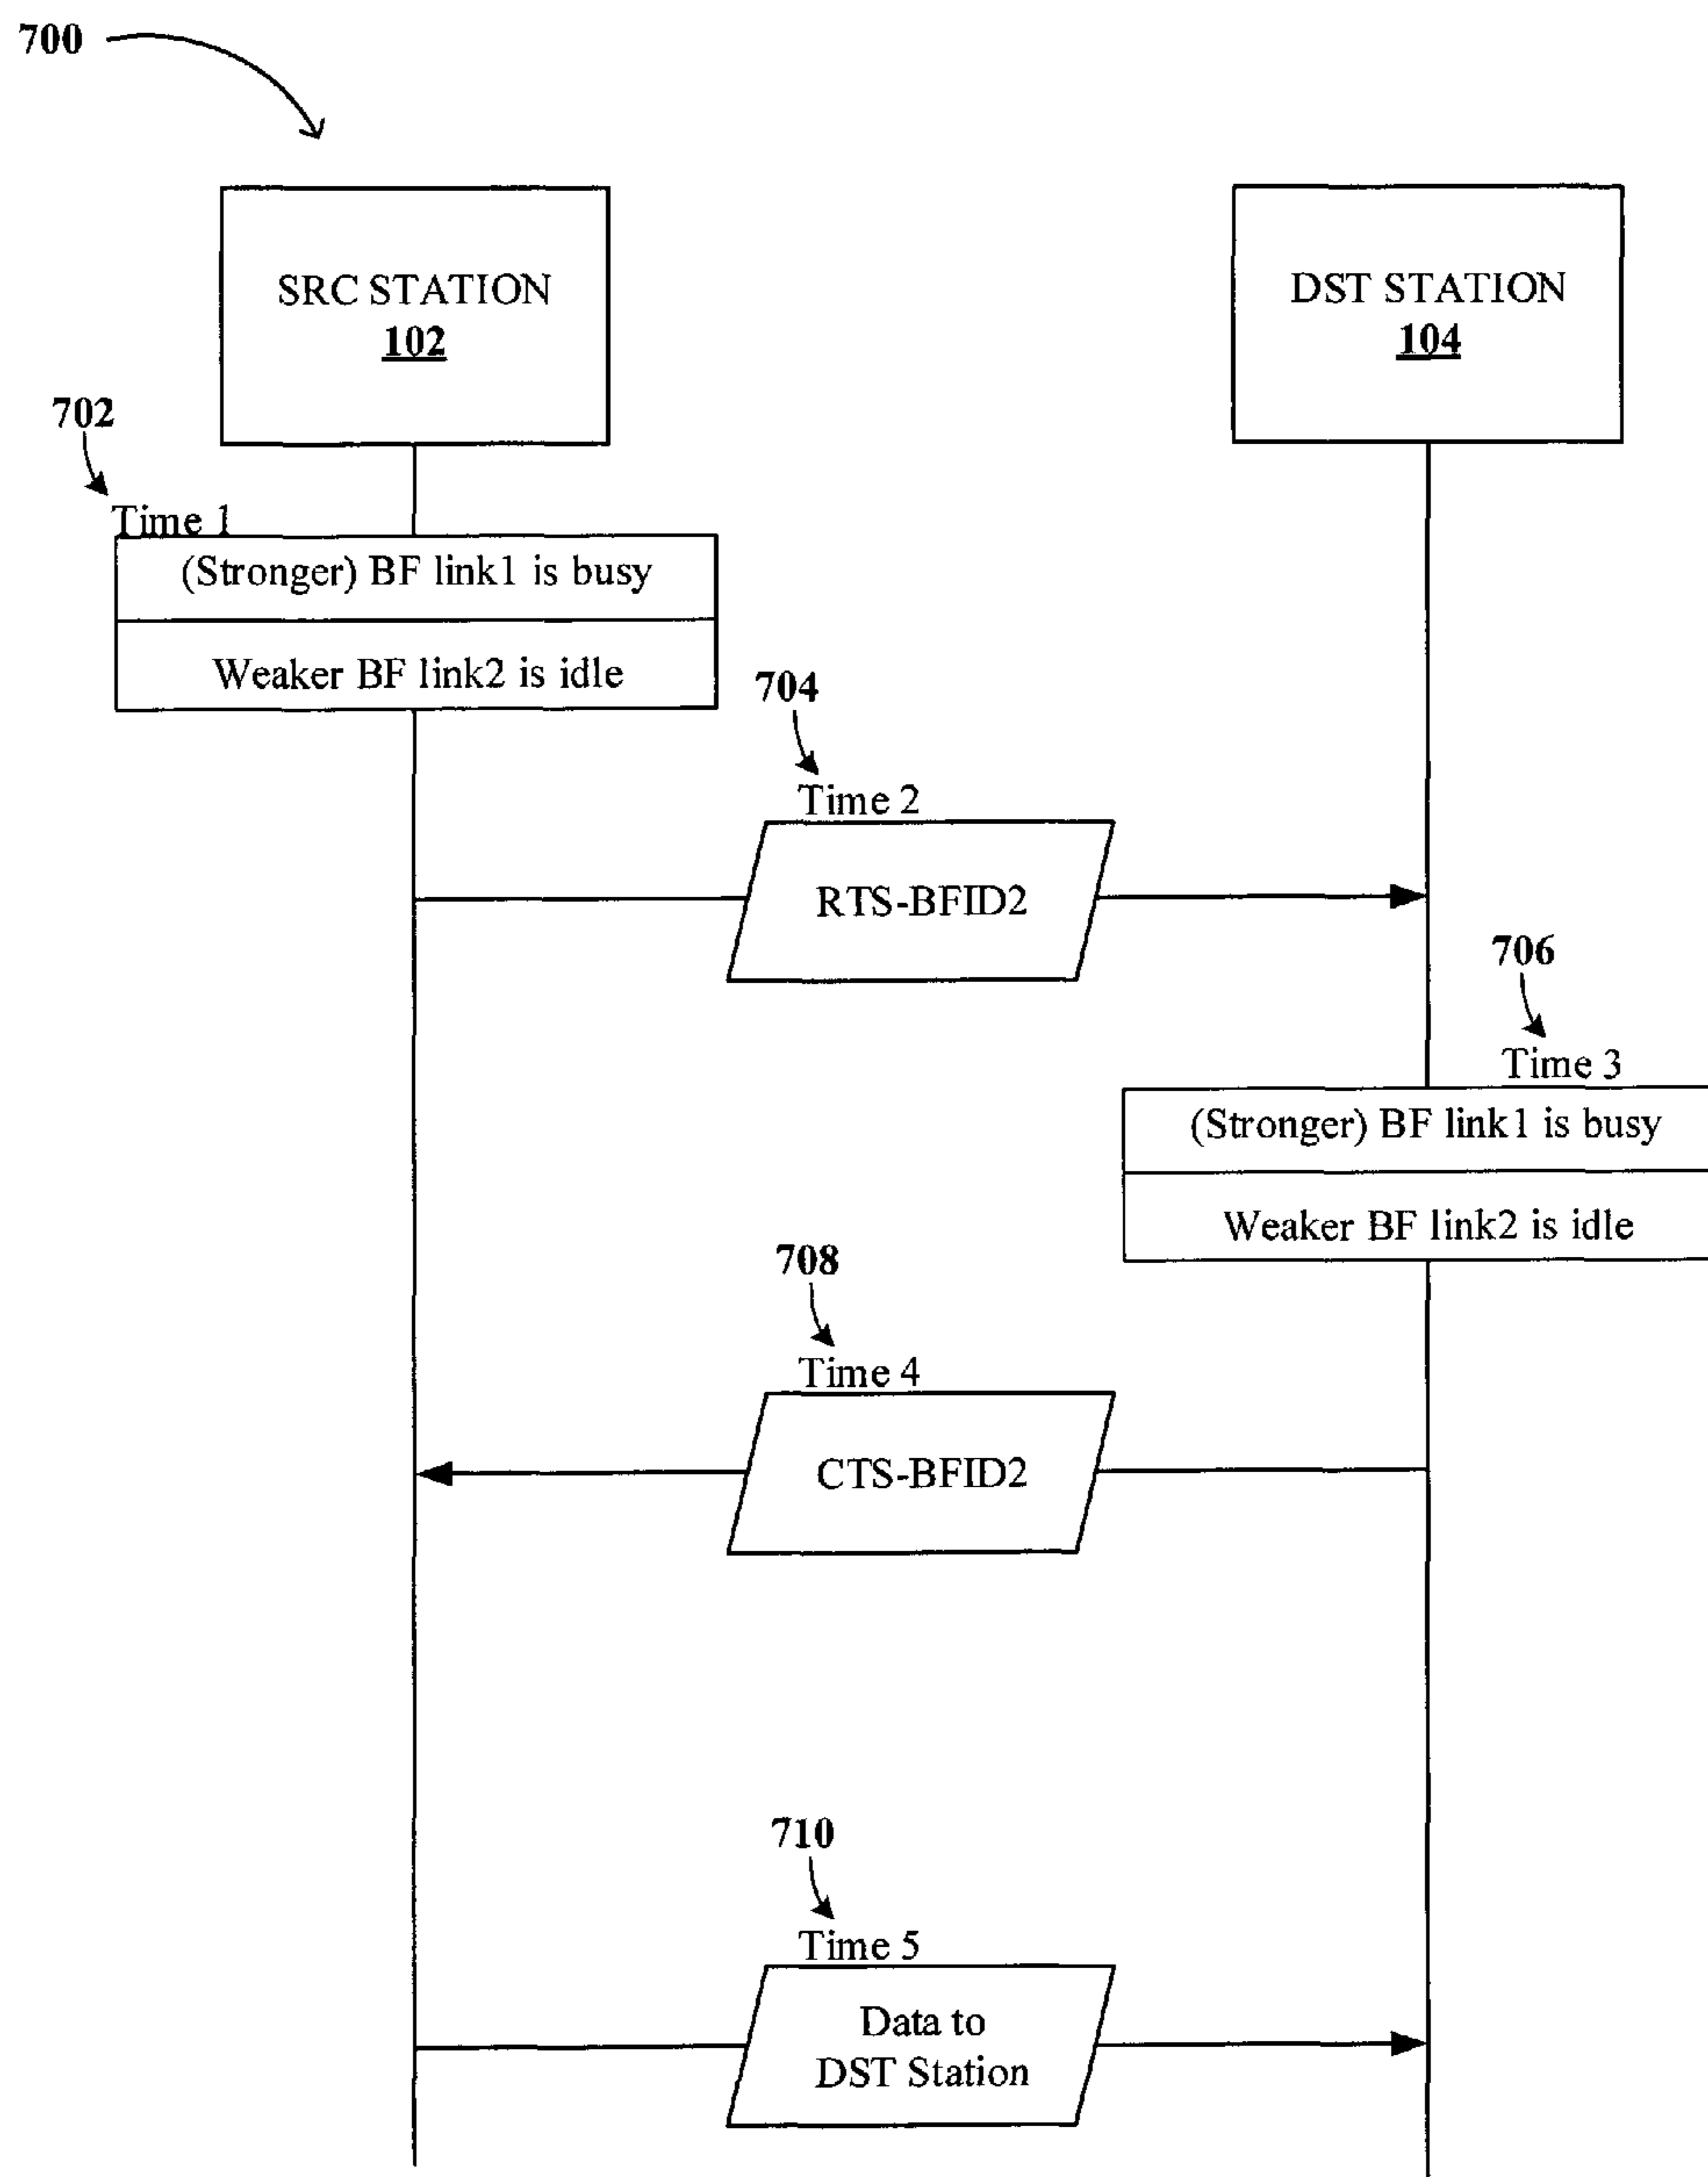 700
SRC STATION
102
DST STATION
104
702
Time 1
(Stronger) BF link1 is busy
Weaker BF link2 is idle
704
Time 2
RTS-BFID2
706
Time 3
(Stronger) BF link1 is busy
Weaker BF link2 is idle
708
Time 4
CTS-BFID2
710
Time 5
Data to
DST Station